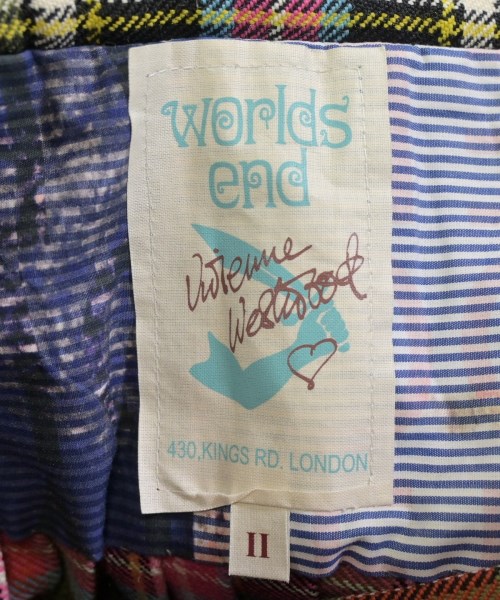 worlds
end
Vivienne
Westwood
430,KINGS RD. LONDON
II